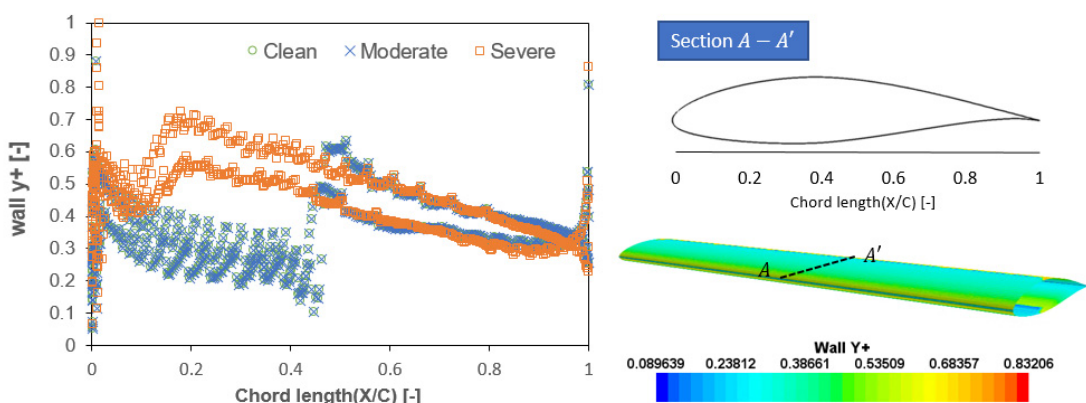 1
0.9
0.8
0.7
0.6
0.5
0.4
0.3
0.2
0.1
0
wall y+ [-]
Clean Moderate Severe
0 0.2 0.4 0.6 0.8 1
Chord length(X/C) [-]
Section A − A′
0 0.2 0.4 0.6 0.8 1
Chord length(X/C) [-]
A A′
Wall Y+
0.089639 0.23812 0.38661 0.53509 0.68357 0.83206